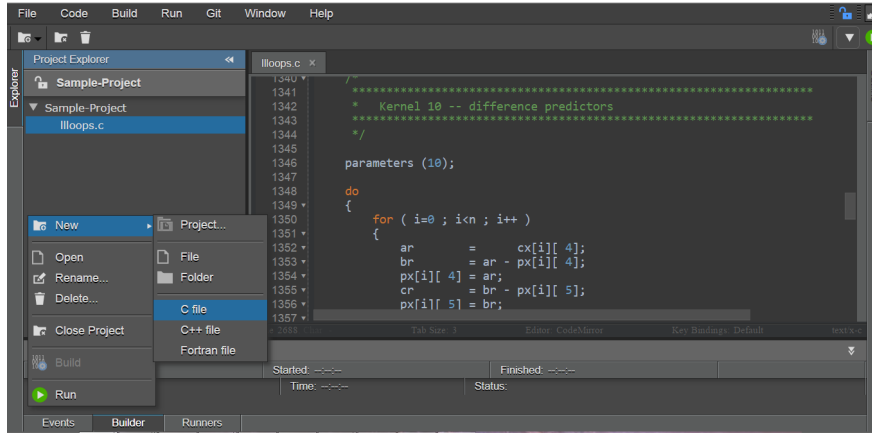 File Code Build Run Git Window Help
Explorer
Project Explorer
Sample-Project
Sample-Project
llloops.c
llloops.c ×
1340 /*
1341 *****************************************************************
1342 * Kernel 10 -- difference predictors
1343 *****************************************************************
1344 */
1345
1346 parameters (10);
1347
1348 do
1349 {
1350 for ( i=0 ; i<n ; i++ )
1351 {
1352 ar = cx[i][ 4];
1353 br = ar - px[i][ 4];
1354 px[i][ 4] = ar;
1355 cr = br - px[i][ 5];
1356 px[i][ 5] = br;
1357
New
Open
Rename...
Delete...
Close Project
Build
Run
Project...
File
Folder
C file
C++ file
Fortran file
2688 Tab Size: 3 Editor: CodeMirror Key Bindings: Default text/x-c
Started: --:--:-- Finished: --:--:--
Time: --:--:-- Status:
Events Builder Runners